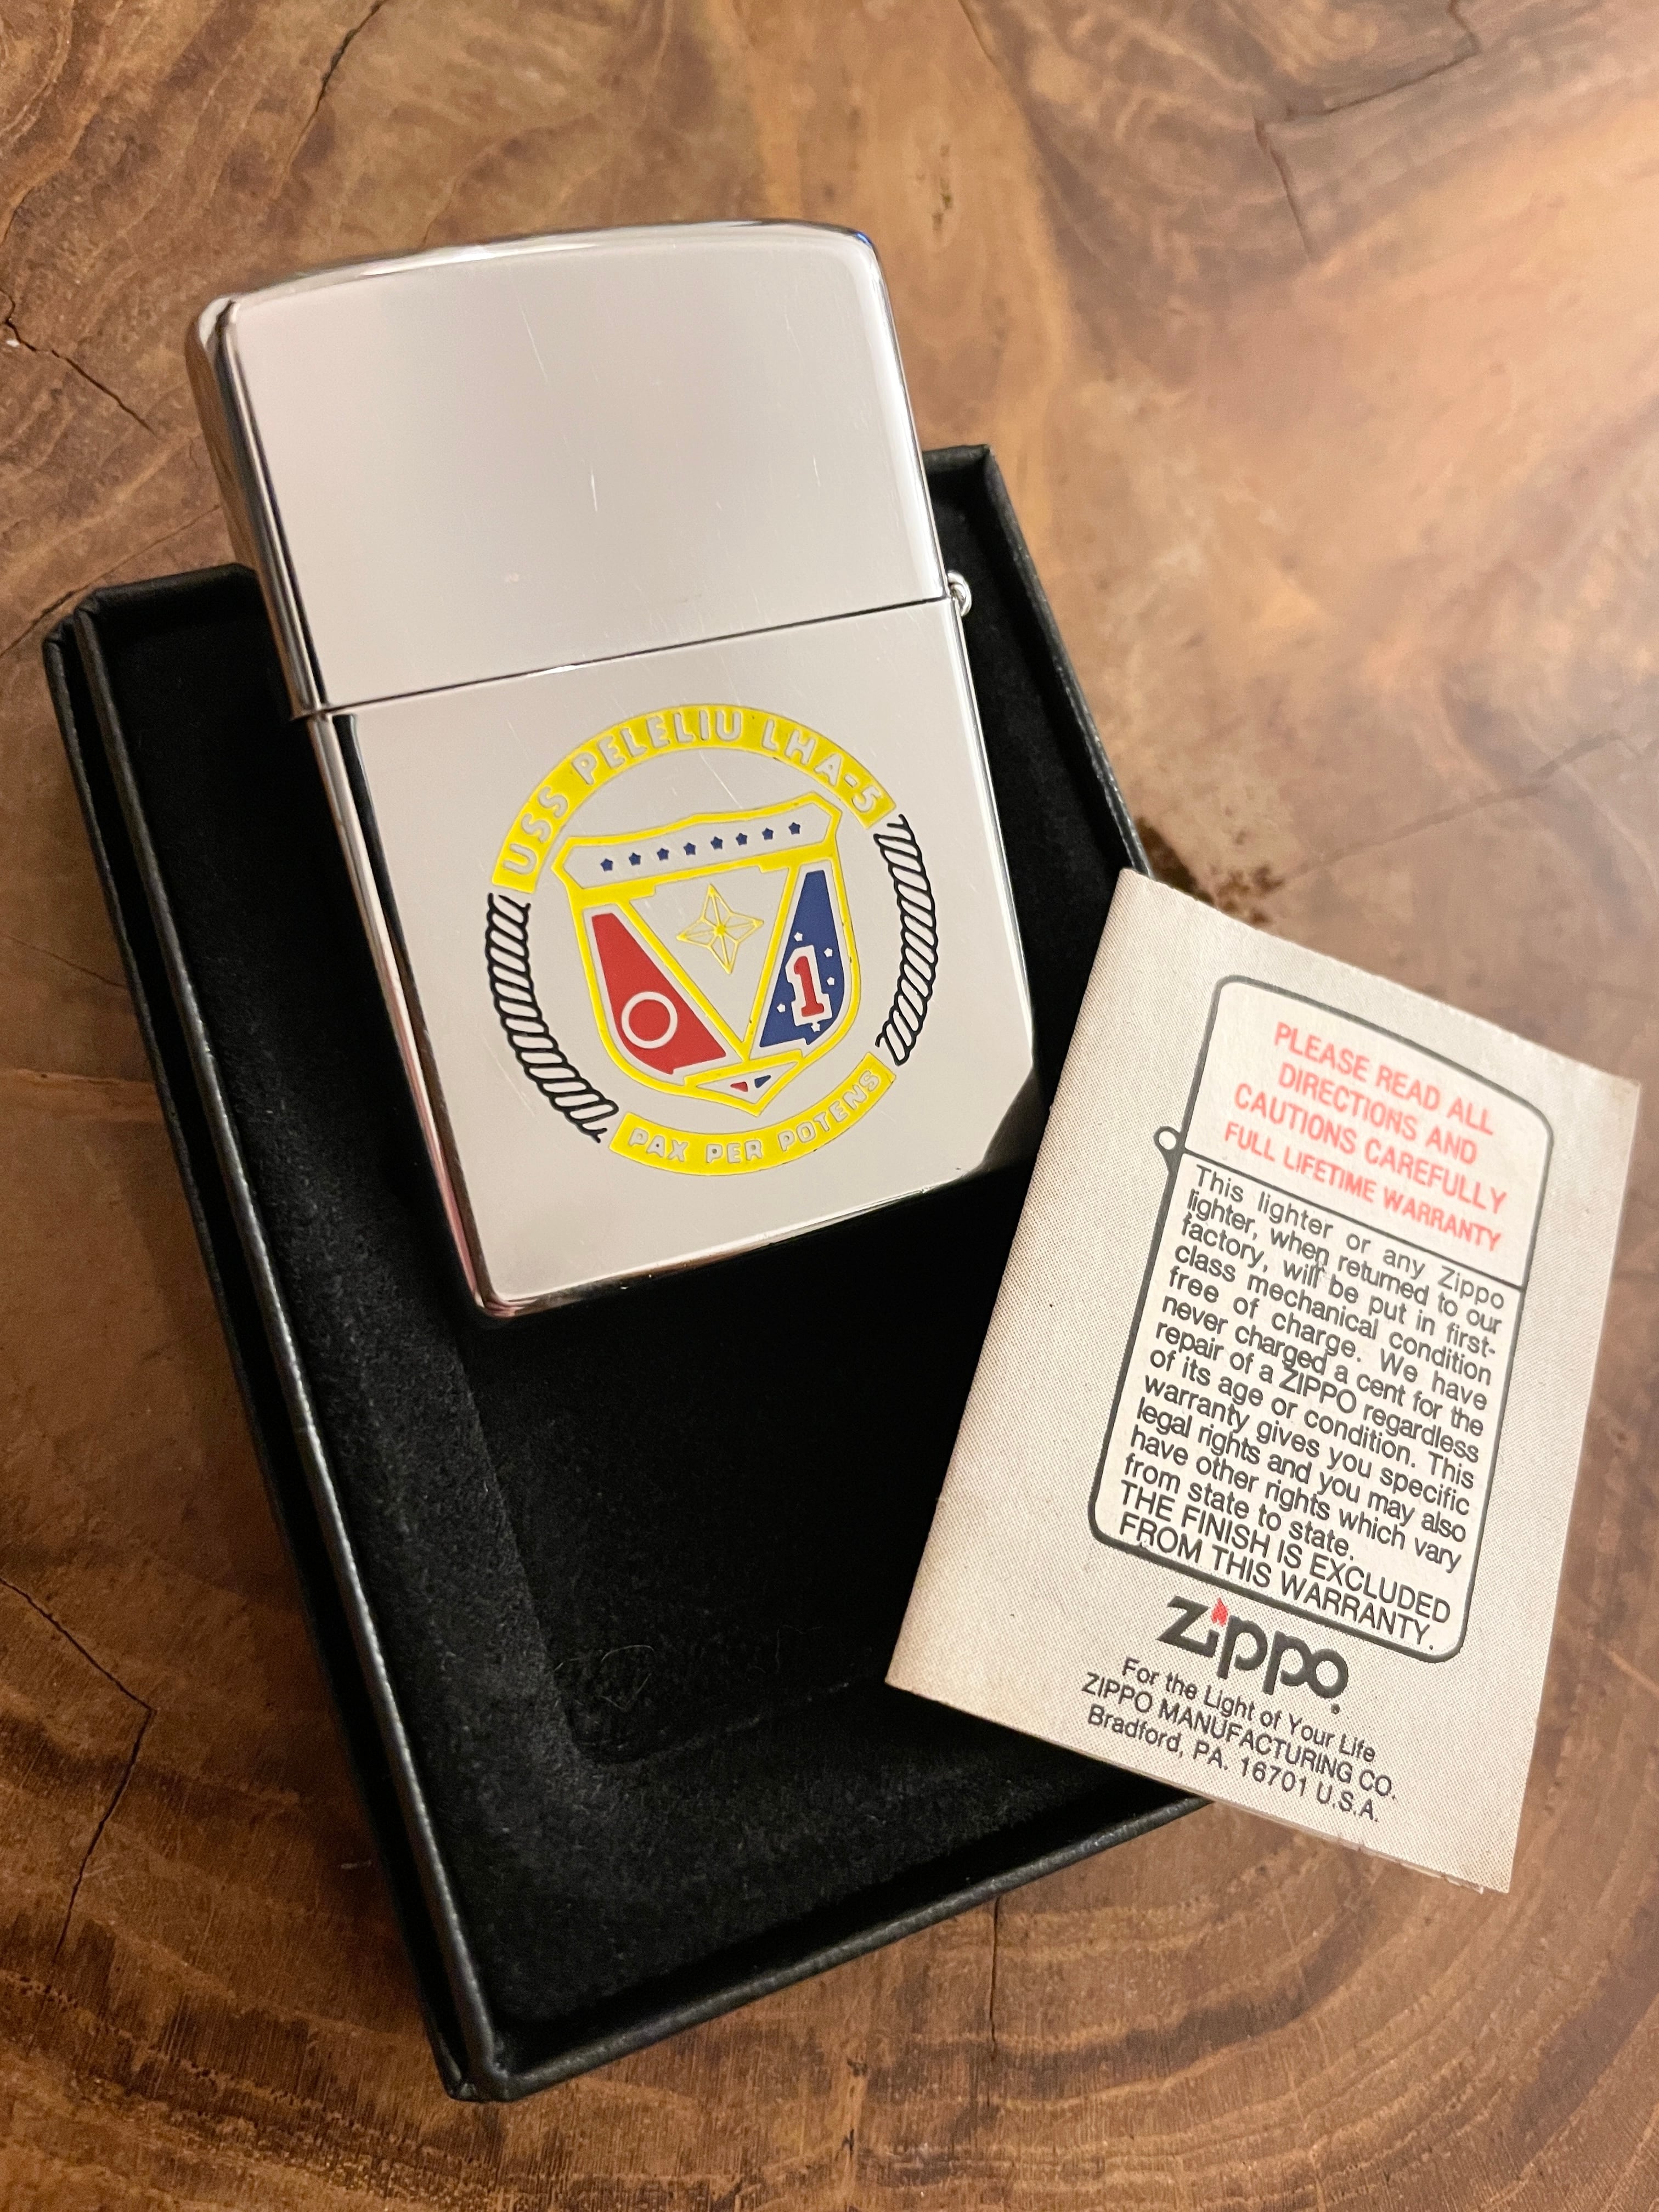 USS PELELIU LHA-5
1
PAX PER POTENS
PLEASE READ ALL
DIRECTIONS AND
CAUTIONS CAREFULLY
FULL LIFETIME WARRANTY
This lighter or any Zippo
lighter, when returned to our
factory, will be put in first-
class mechanical condition
free of charge. We have
never charged a cent for the
repair of a ZIPPO regardless
of its age or condition. This
warranty gives you specific
legal rights and you may also
have other rights which vary
from state to state.
THE FINISH IS EXCLUDED
FROM THIS WARRANTY.
zippo
For the Light of Your Life
ZIPPO MANUFACTURING CO.
Bradford, PA. 16701 U.S.A.